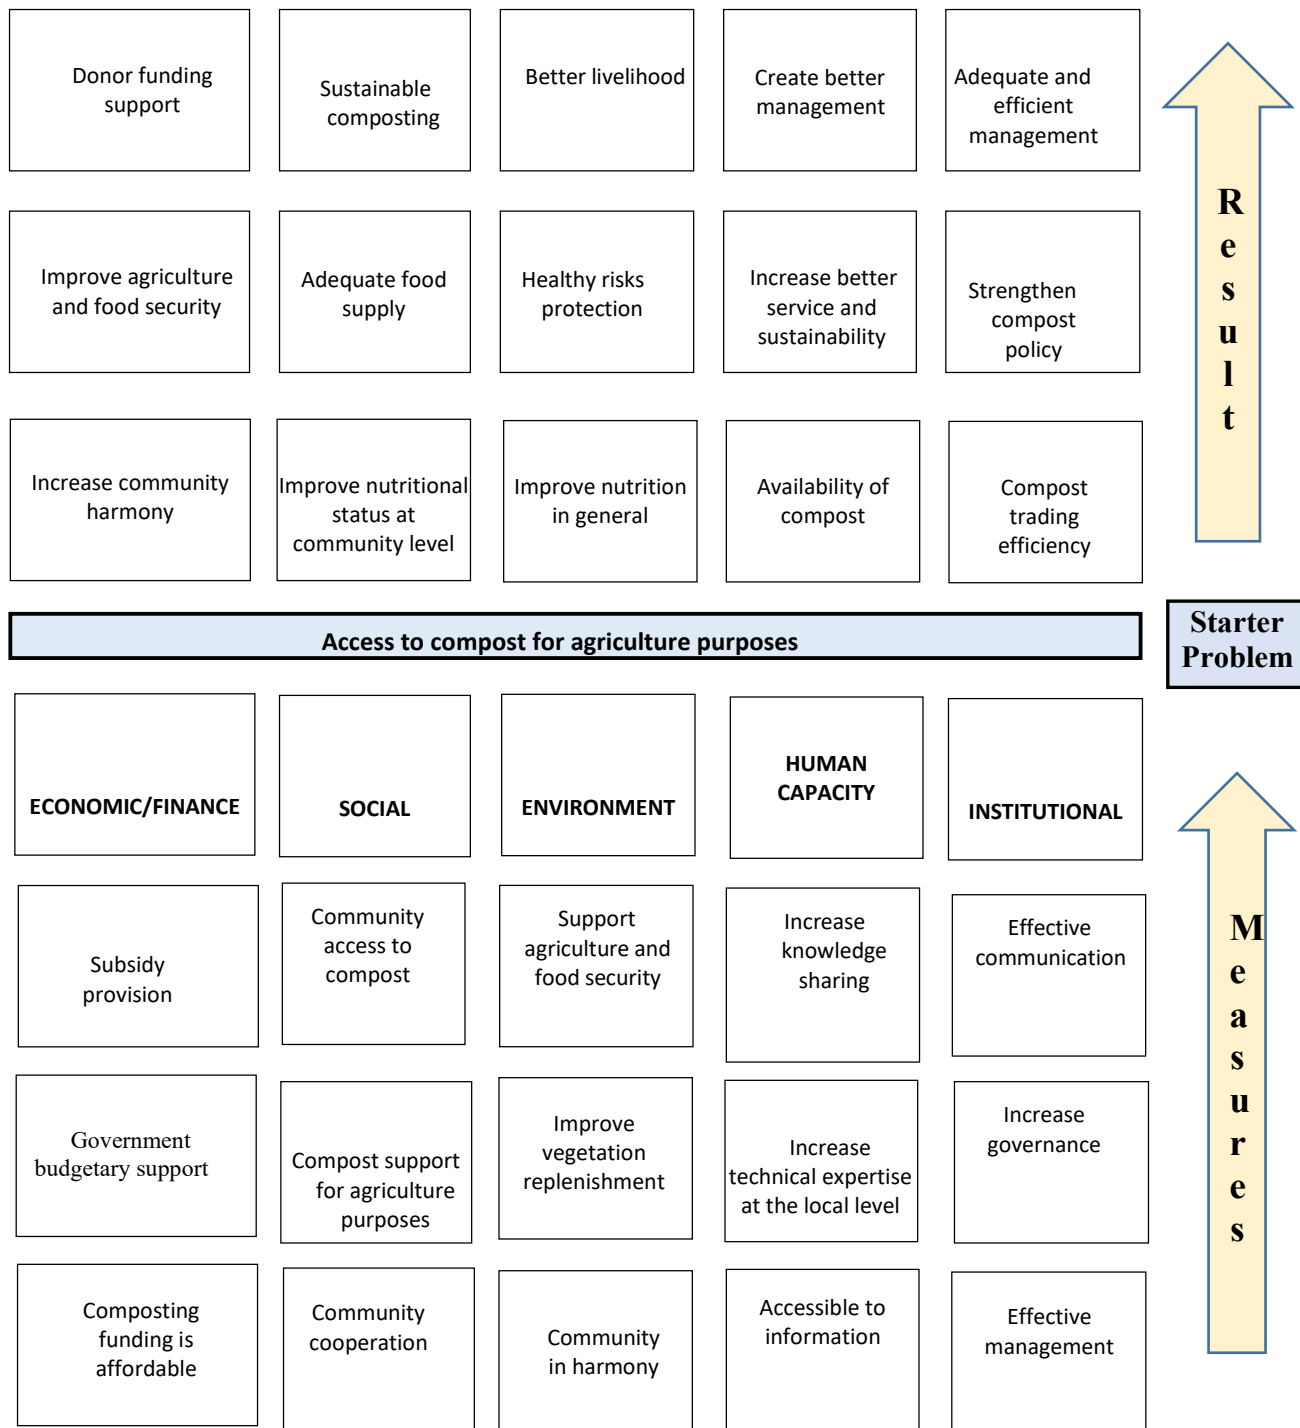 Donor funding
support
Sustainable
composting
Better livelihood
Create better
management
Adequate and
efficient
management
Improve agriculture
and food security
Adequate food
supply
Healthy risks
protection
Increase better
service and
sustainability
Strengthen
compost
policy
Increase community
harmony
Improve nutritional
status at
community level
Improve nutrition
in general
Availability of
compost
Compost
trading
efficiency
Result
Access to compost for agriculture purposes
Starter
Problem
ECONOMIC/FINANCE
SOCIAL
ENVIRONMENT
HUMAN
CAPACITY
INSTITUTIONAL
Subsidy
provision
Community
access to
compost
Support
agriculture and
food security
Increase
knowledge
sharing
Effective
communication
Government
budgetary support
Compost support
for agriculture
purposes
Improve
vegetation
replenishment
Increase
technical expertise
at the local level
Increase
governance
Composting
funding is
affordable
Community
cooperation
Community
in harmony
Accessible to
information
Effective
management
Measures